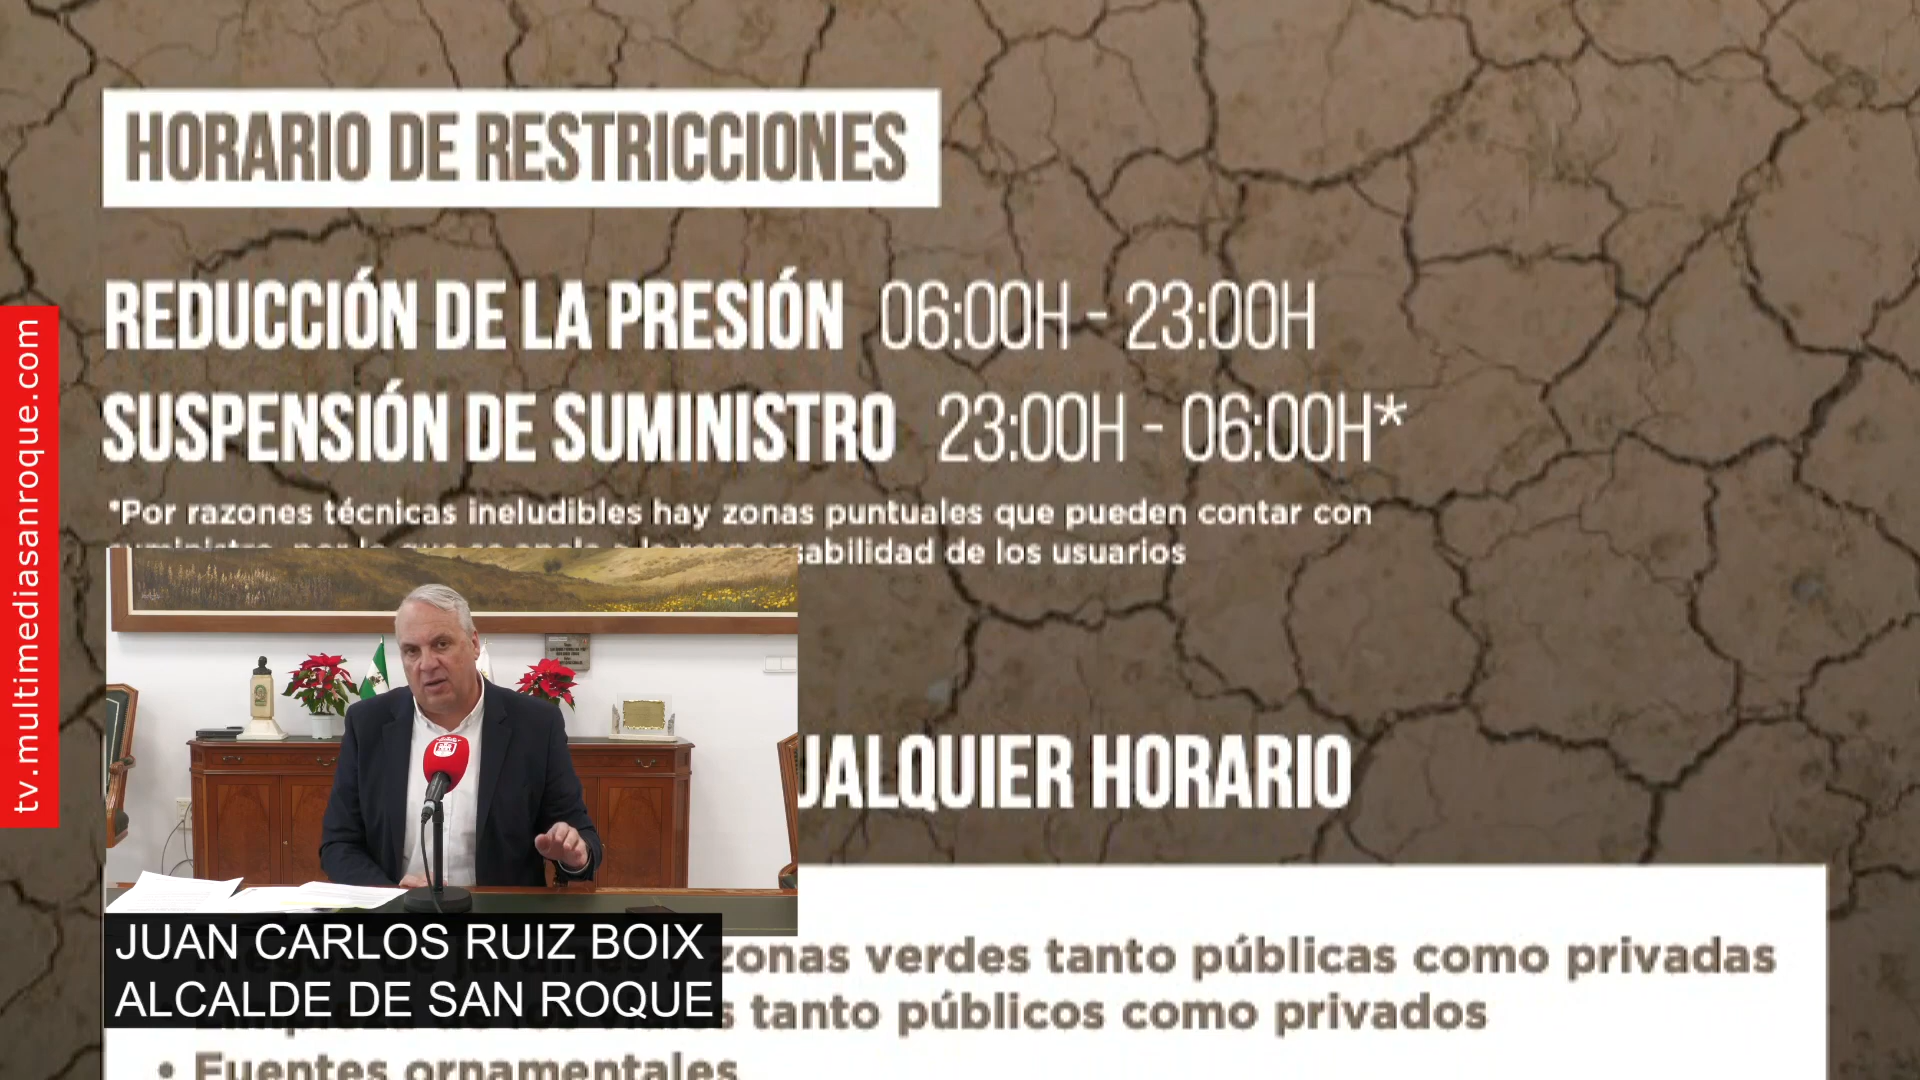 HORARIO DE RESTRICCIONES
REDUCCIÓN DE LA PRESIÓN 06:00H - 23:00H
SUSPENSIÓN DE SUMINISTRO 23:00H - 06:00H*
*Por razones técnicas ineludibles hay zonas puntuales que pueden contar con
sabilidad de los usuarios
UALQUIER HORARIO
zonas verdes tanto públicas como privadas
s tanto públicos como privados
• Fuentes ornamentales
JUAN CARLOS RUIZ BOIX
ALCALDE DE SAN ROQUE
tv.multimediasanroque.com